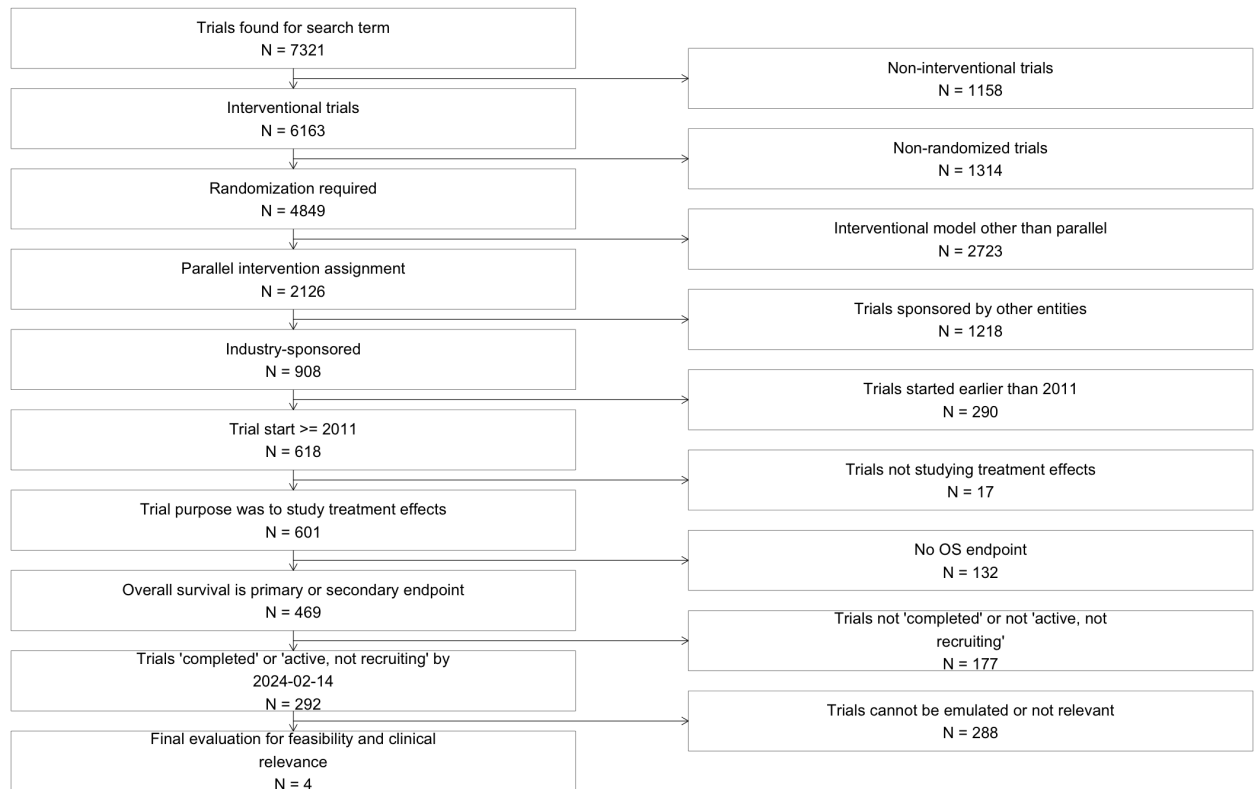 Trials found for search term
N = 7321
Non-interventional trials
N = 1158
Interventional trials
N = 6163
Non-randomized trials
N = 1314
Randomization required
N = 4849
Interventional model other than parallel
N = 2723
Parallel intervention assignment
N = 2126
Trials sponsored by other entities
N = 1218
Industry-sponsored
N = 908
Trials started earlier than 2011
N = 290
Trial start >= 2011
N = 618
Trials not studying treatment effects
N = 17
Trial purpose was to study treatment effects
N = 601
No OS endpoint
N = 132
Overall survival is primary or secondary endpoint
N = 469
Trials not 'completed' or not 'active, not
recruiting'
N = 177
Trials 'completed' or 'active, not recruiting' by
2024-02-14
N = 292
Trials cannot be emulated or not relevant
N = 288
Final evaluation for feasibility and clinical
relevance
N = 4